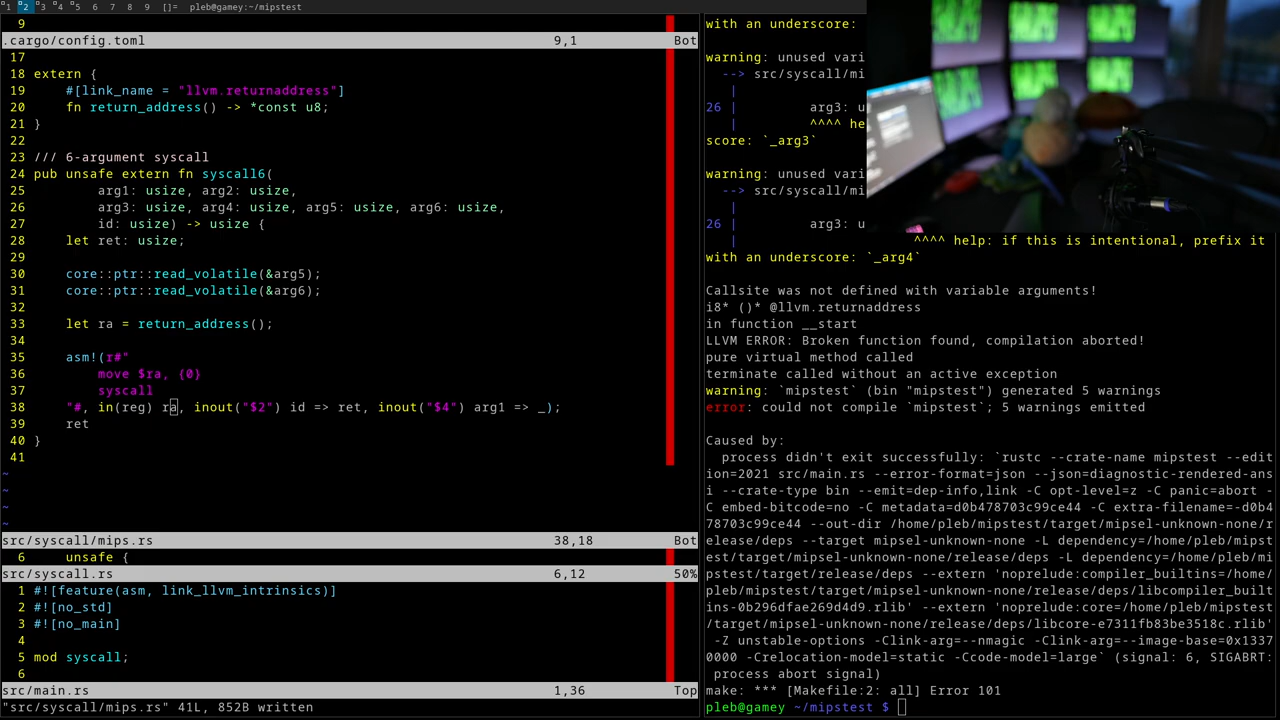 1 2 3 4 5 6 7 8 9 []= pleb@gamey:~/mipstest
9
.cargo/config.toml 9,1 Bot
17
18 extern {
19     #[link_name = "llvm.returnaddress"]
20     fn return_address() -> *const u8;
21 }
22
23 /// 6-argument syscall
24 pub unsafe extern fn syscall6(
25         arg1: usize, arg2: usize,
26         arg3: usize, arg4: usize, arg5: usize, arg6: usize,
27         id: usize) -> usize {
28     let ret: usize;
29
30     core::ptr::read_volatile(&arg5);
31     core::ptr::read_volatile(&arg6);
32
33     let ra = return_address();
34
35     asm!(r#"
36         move $ra, {0}
37         syscall
38     "#, in(reg) ra, inout("$2") id => ret, inout("$4") arg1 => _);
39     ret
40 }
41
~
~
~
~
src/syscall/mips.rs 38,18 Bot
6     unsafe {
src/syscall.rs 6,12 50%
1 #![feature(asm, link_llvm_intrinsics)]
2 #![no_std]
3 #![no_main]
4
5 mod syscall;
6
src/main.rs 1,36 Top
"src/syscall/mips.rs" 41L, 852B written
with an underscore:
warning: unused vari
--> src/syscall/mi
|
26 |         arg3: u
|         ^^^^ he
score: `_arg3`
warning: unused vari
--> src/syscall/mi
|
26 |         arg3: u
|                      ^^^^ help: if this is intentional, prefix it
with an underscore: `_arg4`
Callsite was not defined with variable arguments!
i8* ()* @llvm.returnaddress
in function __start
LLVM ERROR: Broken function found, compilation aborted!
pure virtual method called
terminate called without an active exception
warning: `mipstest` (bin "mipstest") generated 5 warnings
error: could not compile `mipstest`; 5 warnings emitted
Caused by:
  process didn't exit successfully: `rustc --crate-name mipstest --edit
ion=2021 src/main.rs --error-format=json --json=diagnostic-rendered-ans
i --crate-type bin --emit=dep-info,link -C opt-level=z -C panic=abort -
C embed-bitcode=no -C metadata=d0b478703c99ce44 -C extra-filename=-d0b4
78703c99ce44 --out-dir /home/pleb/mipstest/target/mipsel-unknown-none/r
elease/deps --target mipsel-unknown-none -L dependency=/home/pleb/mipst
est/target/mipsel-unknown-none/release/deps -L dependency=/home/pleb/mi
pstest/target/release/deps --extern 'noprelude:compiler_builtins=/home/
pleb/mipstest/target/mipsel-unknown-none/release/deps/libcompiler_built
ins-0b296dfae269d4d9.rlib' --extern 'noprelude:core=/home/pleb/mipstest
/target/mipsel-unknown-none/release/deps/libcore-e7311fb83be3518c.rlib'
 -Z unstable-options -Clink-arg=--nmagic -Clink-arg=--image-base=0x1337
0000 -Crelocation-model=static -Ccode-model=large` (signal: 6, SIGABRT:
 process abort signal)
make: *** [Makefile:2: all] Error 101
pleb@gamey ~/mipstest $